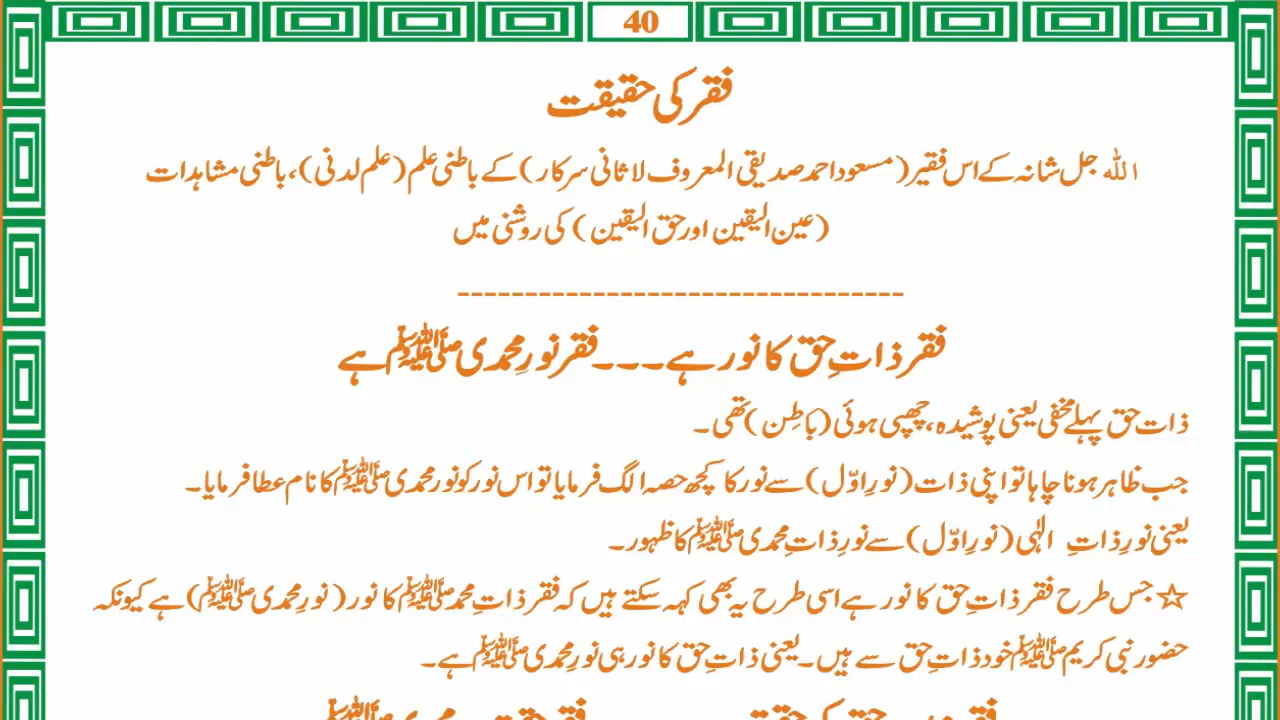 40
فقر کی حقیقت
اللہ جل شانہ کے اس فقیر (مسعود احمد صدیقی المعروف لاثانی سرکار) کے باطنی علم (علم لدنی)، باطنی مشاہدات
(عین الیقین اور حق الیقین) کی روشنی میں
---------------------------------
فقر ذاتِ حق کا نور ہے۔۔۔فقر نورِ محمدی ﷺ ہے
ذات حق پہلے مخفی یعنی پوشیدہ، چھپی ہوئی (باطِن) تھی۔
جب ظاہر ہونا چاہا تو اپنی ذات (نورِ اوّل) سے نور کا کچھ حصہ الگ فرمایا تو اس نور کو نور محمدی ﷺ کا نام عطا فرمایا۔
یعنی نورِ ذاتِ الٰہی (نورِ اوّل) سے نورِ ذاتِ محمدی ﷺ کا ظہور۔
☆ جس طرح فقر ذاتِ حق کا نور ہے اسی طرح یہ بھی کہہ سکتے ہیں کہ فقر ذاتِ محمد ﷺ کا نور (نورِ محمدی ﷺ) ہے کیونکہ
حضور نبی کریم ﷺ خود ذاتِ حق سے ہیں۔ یعنی ذاتِ حق کا نور ہی نورِ محمدی ﷺ ہے۔